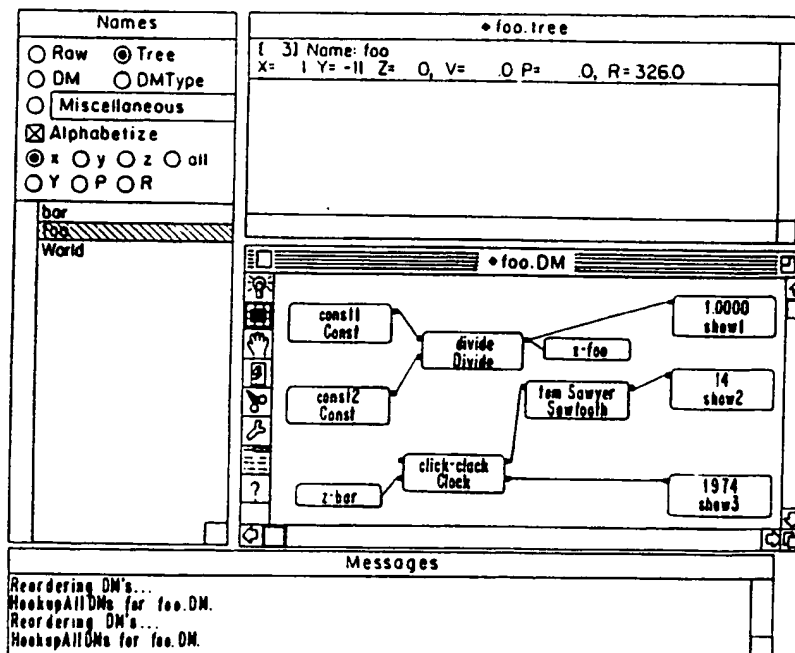 Names
Raw Tree
DM DMType
Miscellaneous
Alphabetize
x y z all
Y P R
bar
foo
World
foo.tree
[ 3] Name: foo
X= 1 Y= -11 Z= 0, V= .0 P= .0, R= 326.0
foo.DM
const1
Const
divide
Divide
x-foo
1.0000
show1
const2
Const
tom Sawyer
Sawtooth
14
show2
click-clack
Clock
z-bar
1974
show3
?
Messages
Reordering DM's...
HookupAllDMs for foo.DM.
Reordering DM's...
HookupAllDMs for foo.DM.